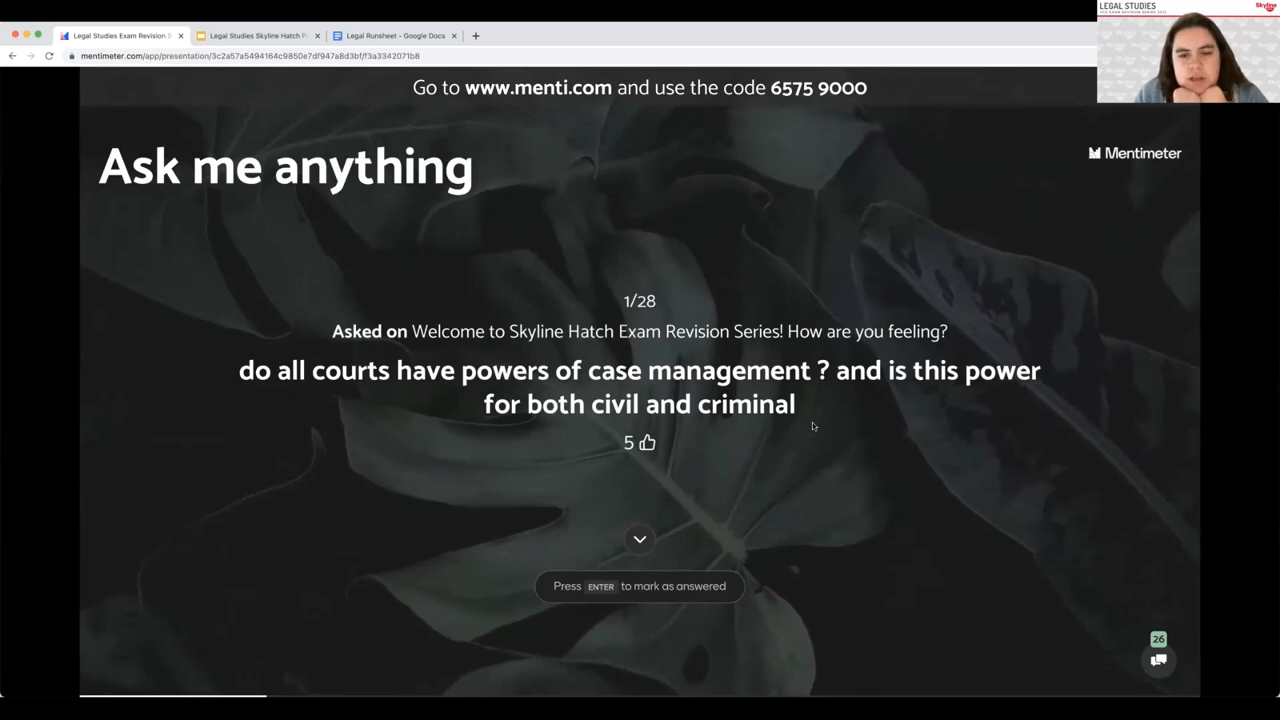 LEGAL STUDIES
Skyline
Legal Studies Exam Revision S
Legal Studies Skyline Hatch P
Legal Runsheet - Google Docs
mentimeter.com/app/presentation/3c2a57a5494164c9850e7df947a8d3bf/f3a3342071b8
Go to www.menti.com and use the code 6575 9000
Ask me anything
Mentimeter
1/28
Asked on Welcome to Skyline Hatch Exam Revision Series! How are you feeling?
do all courts have powers of case management ? and is this power
for both civil and criminal
5
Press ENTER to mark as answered
26